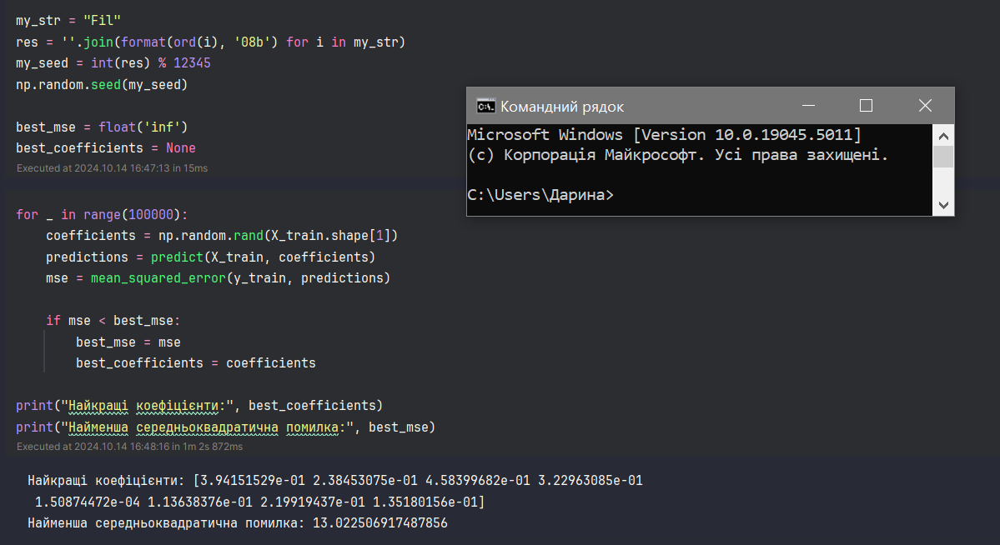 my_str = "Fil"
res = ''.join(format(ord(i), '08b') for i in my_str)
my_seed = int(res) % 12345
np.random.seed(my_seed)
best_mse = float('inf')
best_coefficients = None
Executed at 2024.10.14 16:47:13 in 15ms
Командний рядок
Microsoft Windows [Version 10.0.19045.5011]
(c) Корпорація Майкрософт. Усі права захищені.
C:\Users\Дарина>
for _ in range(100000):
    coefficients = np.random.rand(X_train.shape[1])
    predictions = predict(X_train, coefficients)
    mse = mean_squared_error(y_train, predictions)
    if mse < best_mse:
        best_mse = mse
        best_coefficients = coefficients
print("Найкращі коефіцієнти:", best_coefficients)
print("Найменша середньоквадратична помилка:", best_mse)
Executed at 2024.10.14 16:48:16 in 1m 2s 872ms
Найкращі коефіцієнти: [3.94151529e-01 2.38453075e-01 4.58399682e-01 3.22963085e-01
 1.50874472e-04 1.13638376e-01 2.19919437e-01 1.35180156e-01]
Найменша середньоквадратична помилка: 13.022506917487856